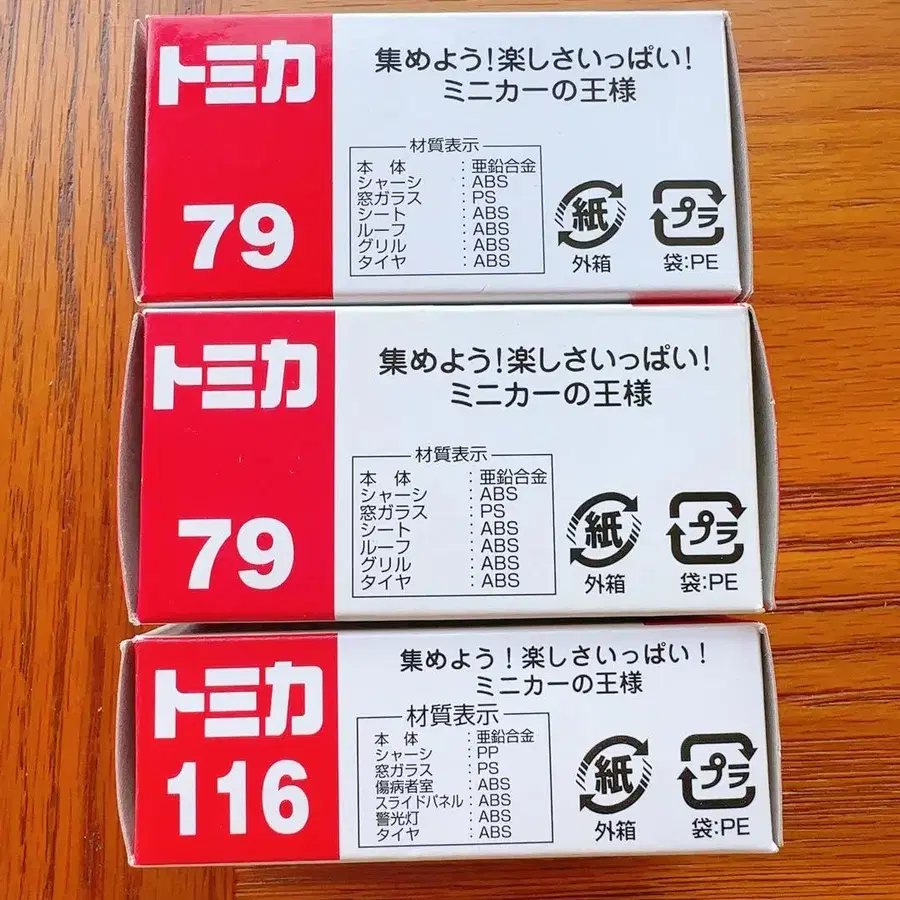 トミカ
79
集めよう!楽しさいっぱい!
ミニカーの王様
材質表示
本 体 : 亜鉛合金
シャーシ : ABS
窓ガラス : PS
シート : ABS
ルーフ : ABS
グリル : ABS
タイヤ : ABS
紙
外箱
プラ
袋:PE
トミカ
79
集めよう!楽しさいっぱい!
ミニカーの王様
材質表示
本 体 : 亜鉛合金
シャーシ : ABS
窓ガラス : PS
シート : ABS
ルーフ : ABS
グリル : ABS
タイヤ : ABS
紙
外箱
プラ
袋:PE
トミカ
116
集めよう!楽しさいっぱい!
ミニカーの王様
材質表示
本 体 : 亜鉛合金
シャーシ : PP
窓ガラス : PS
傷病者室 : ABS
スライドパネル : ABS
警光灯 : ABS
タイヤ : ABS
紙
外箱
プラ
袋:PE